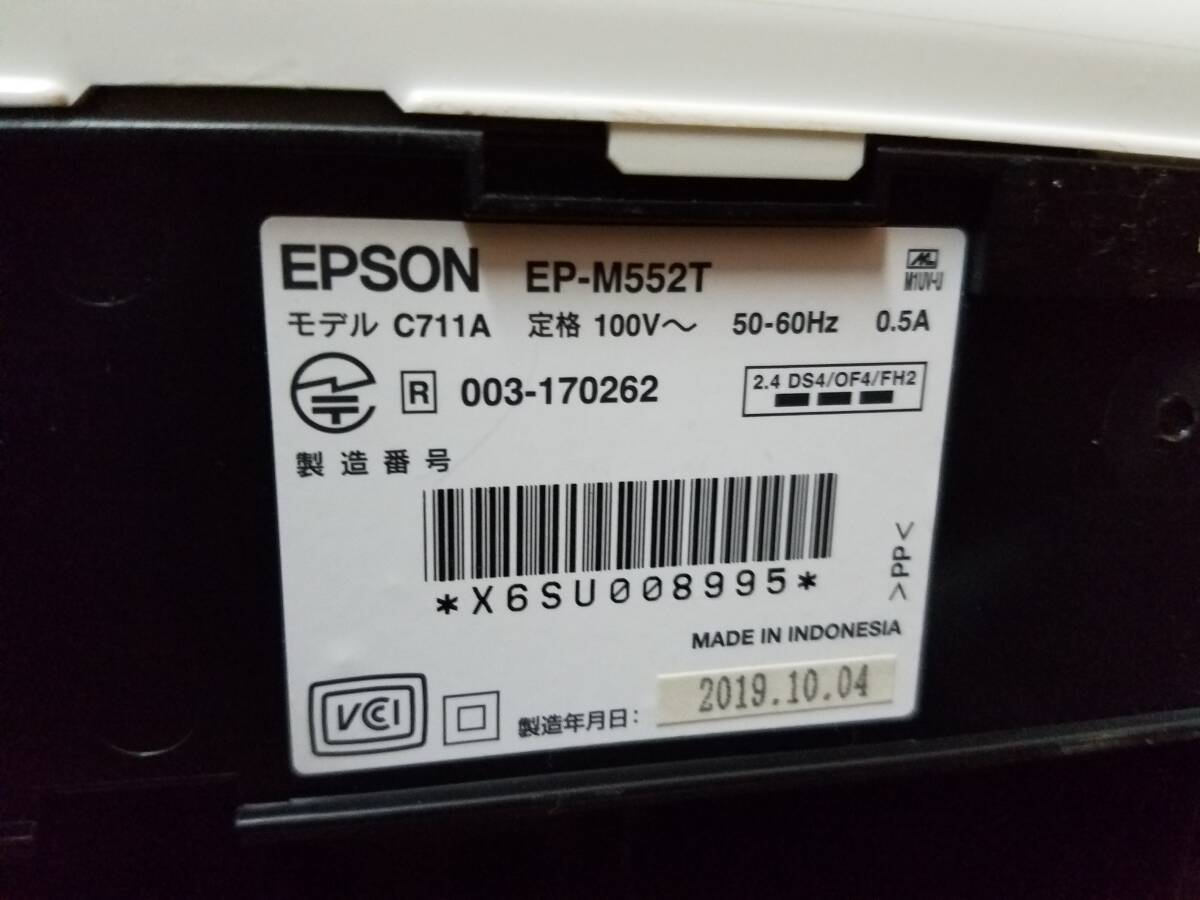 EPSON EP-M552T
M1UV-U
モデル C711A 定格 100V～ 50-60Hz 0.5A
R 003-170262
2.4 DS4/OF4/FH2
製造番号
*X6SU008995*
>PP<
MADE IN INDONESIA
VCCI
製造年月日: 2019.10.04